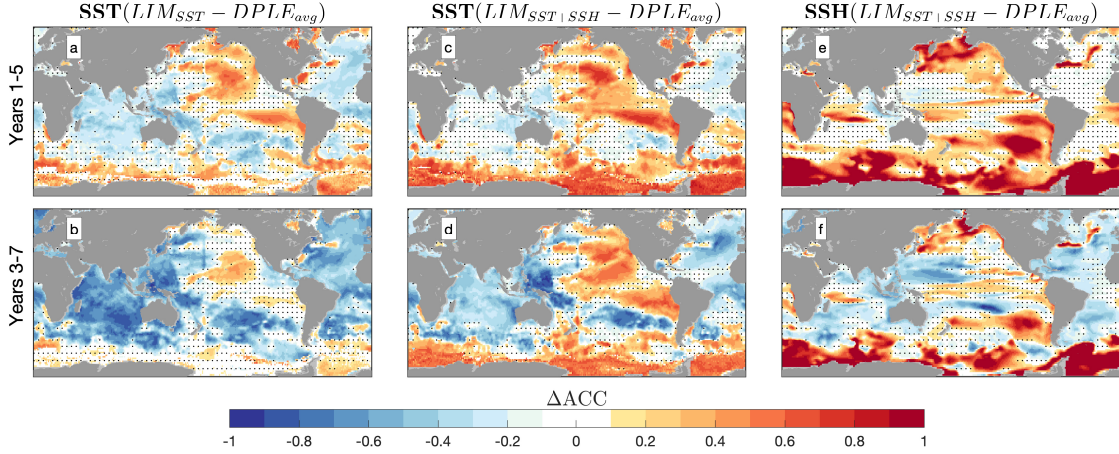 SST(LIM_SST − DPLE_avg)
SST(LIM_SST+SSH − DPLE_avg)
SSH(LIM_SST+SSH − DPLE_avg)
Years 1-5
a
c
e
Years 3-7
b
d
f
ΔACC
-1 -0.8 -0.6 -0.4 -0.2 0 0.2 0.4 0.6 0.8 1